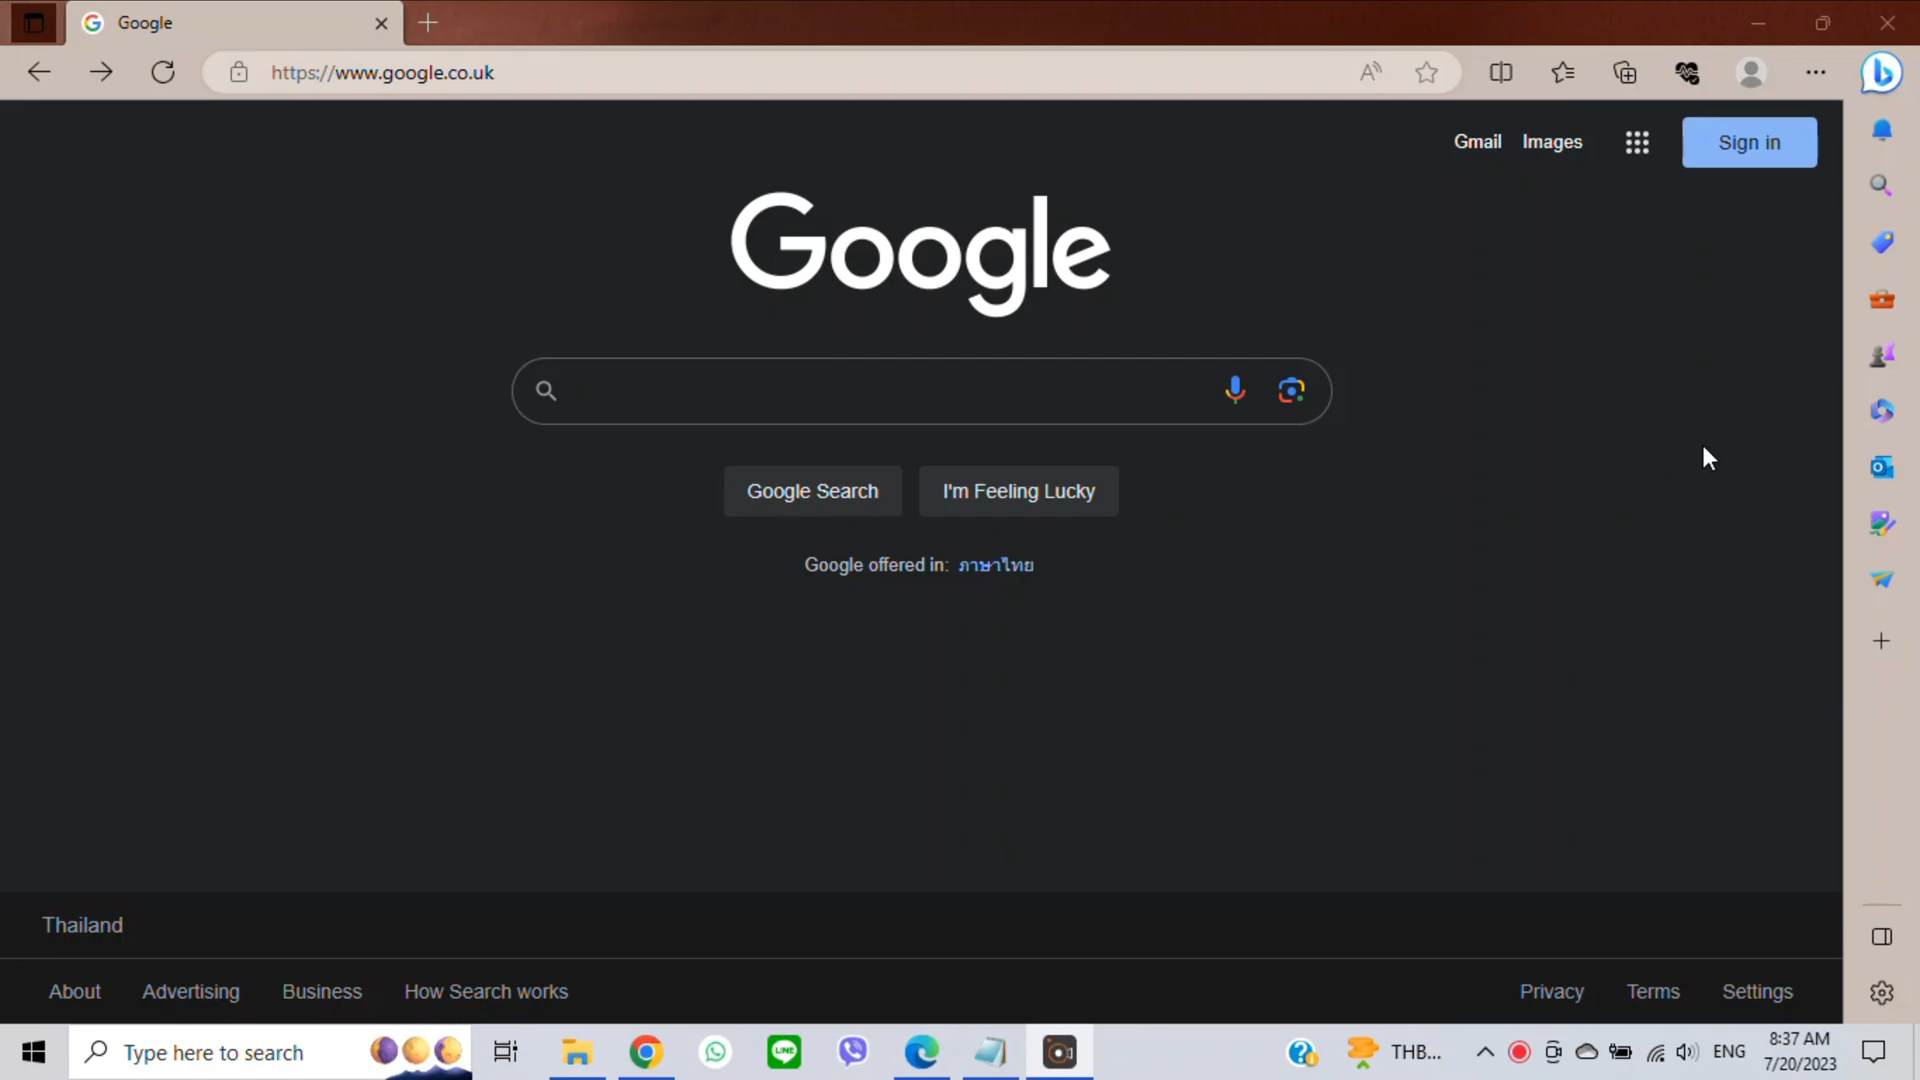 Google
https://www.google.co.uk
Gmail Images Sign in
Google
Google Search I'm Feeling Lucky
Google offered in: ภาษาไทย
Thailand
About Advertising Business How Search works Privacy Terms Settings
Type here to search LINE THB... ENG 8:37 AM
7/20/2023